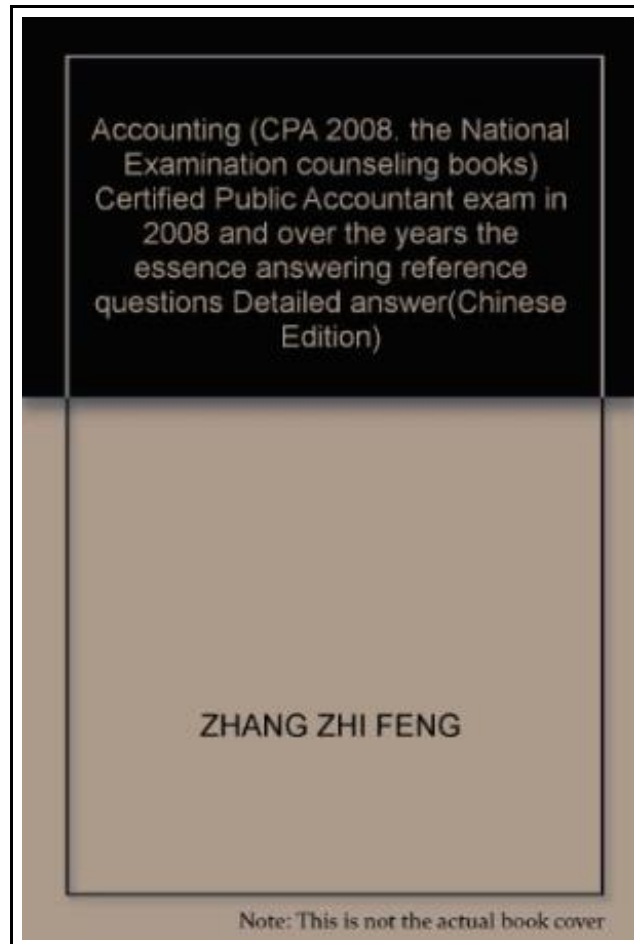 Accounting (CPA 2008. the National
Examination counseling books)
Certified Public Accountant exam in
2008 and over the years the
essence answering reference
questions Detailed answer(Chinese
Edition)
ZHANG ZHI FENG
Note: This is not the actual book cover